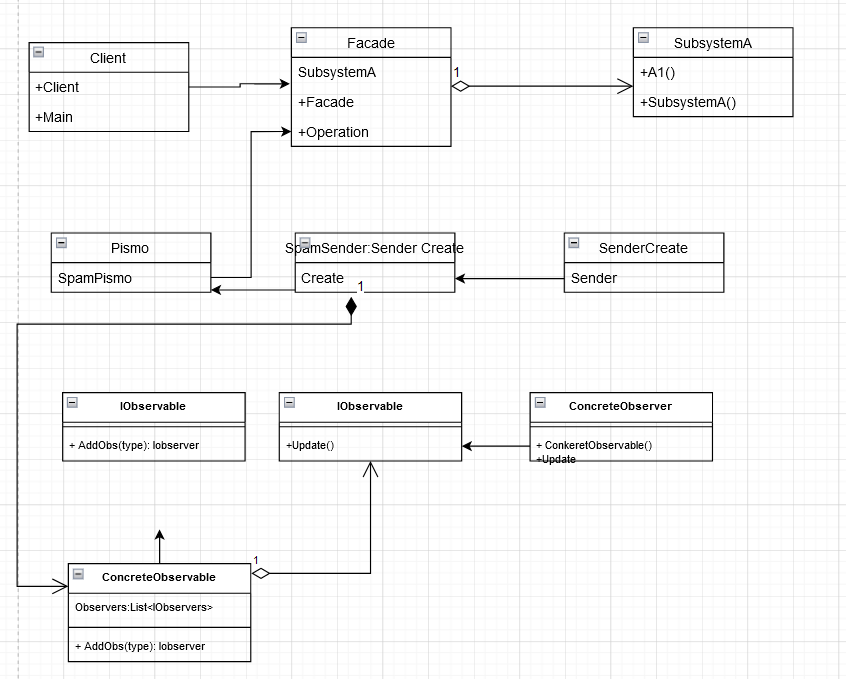 Client
+Client
+Main
Facade
SubsystemA
+Facade
+Operation
1
SubsystemA
+A1()
+SubsystemA()
Pismo
SpamPismo
SpamSender:Sender Create
Create
1
SenderCreate
Sender
IObservable
+ AddObs(type): Iobserver
IObservable
+Update()
ConcreteObserver
+ ConkeretObservable()
+Update
ConcreteObservable
Observers:List<IObservers>
+ AddObs(type): Iobserver
1